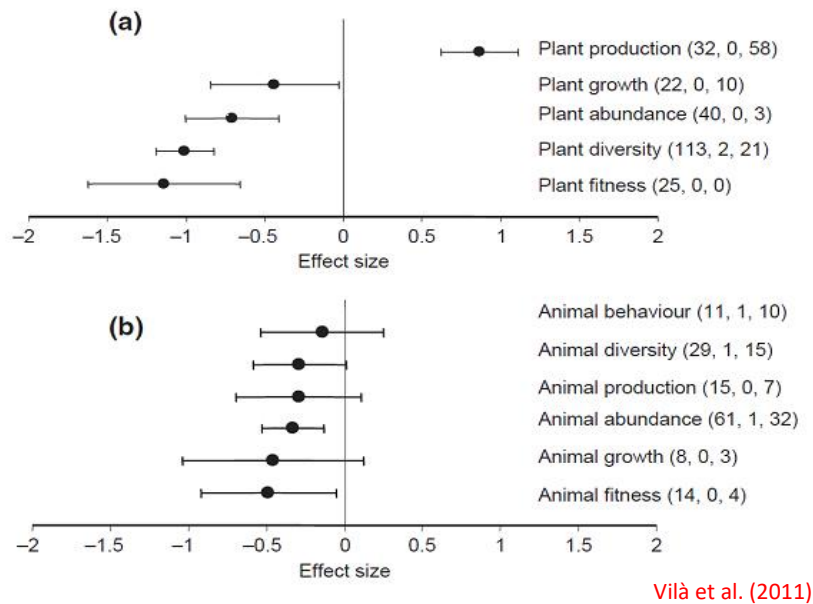 (a)
Plant production (32, 0, 58)
Plant growth (22, 0, 10)
Plant abundance (40, 0, 3)
Plant diversity (113, 2, 21)
Plant fitness (25, 0, 0)
–2 –1.5 –1 –0.5 0 0.5 1 1.5 2
Effect size
(b)
Animal behaviour (11, 1, 10)
Animal diversity (29, 1, 15)
Animal production (15, 0, 7)
Animal abundance (61, 1, 32)
Animal growth (8, 0, 3)
Animal fitness (14, 0, 4)
–2 –1.5 –1 –0.5 0 0.5 1 1.5 2
Effect size
Vilà et al. (2011)